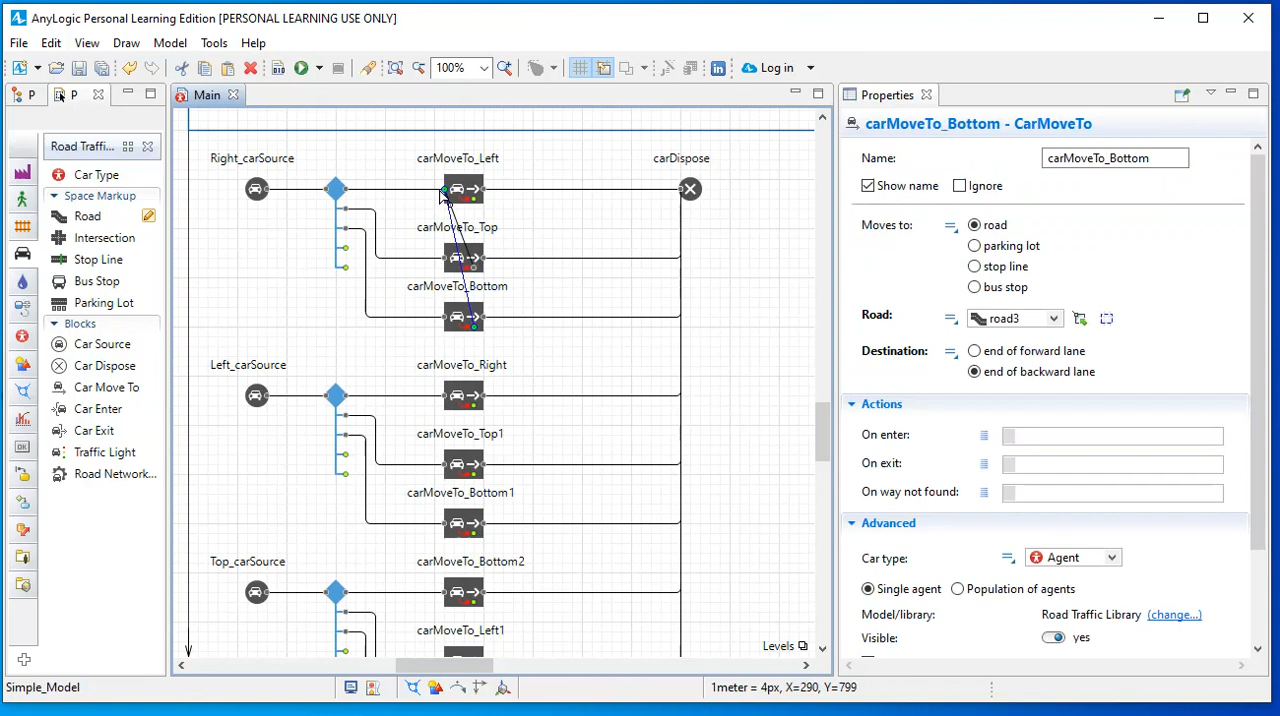 AnyLogic Personal Learning Edition [PERSONAL LEARNING USE ONLY]
File Edit View Draw Model Tools Help
100% Log in
P P Main Properties
Road Traffi...
Car Type
Space Markup
Road
Intersection
Stop Line
Bus Stop
Parking Lot
Blocks
Car Source
Car Dispose
Car Move To
Car Enter
Car Exit
Traffic Light
Road Network...
Right_carSource carMoveTo_Left carDispose
carMoveTo_Top
carMoveTo_Bottom
Left_carSource carMoveTo_Right
carMoveTo_Top1
carMoveTo_Bottom1
Top_carSource carMoveTo_Bottom2
carMoveTo_Left1
Levels
carMoveTo_Bottom - CarMoveTo
Name: carMoveTo_Bottom
Show name Ignore
Moves to: road
parking lot
stop line
bus stop
Road: road3
Destination: end of forward lane
end of backward lane
Actions
On enter:
On exit:
On way not found:
Advanced
Car type: Agent
Single agent Population of agents
Model/library: Road Traffic Library (change...)
Visible: yes
Simple_Model 1meter = 4px, X=290, Y=799